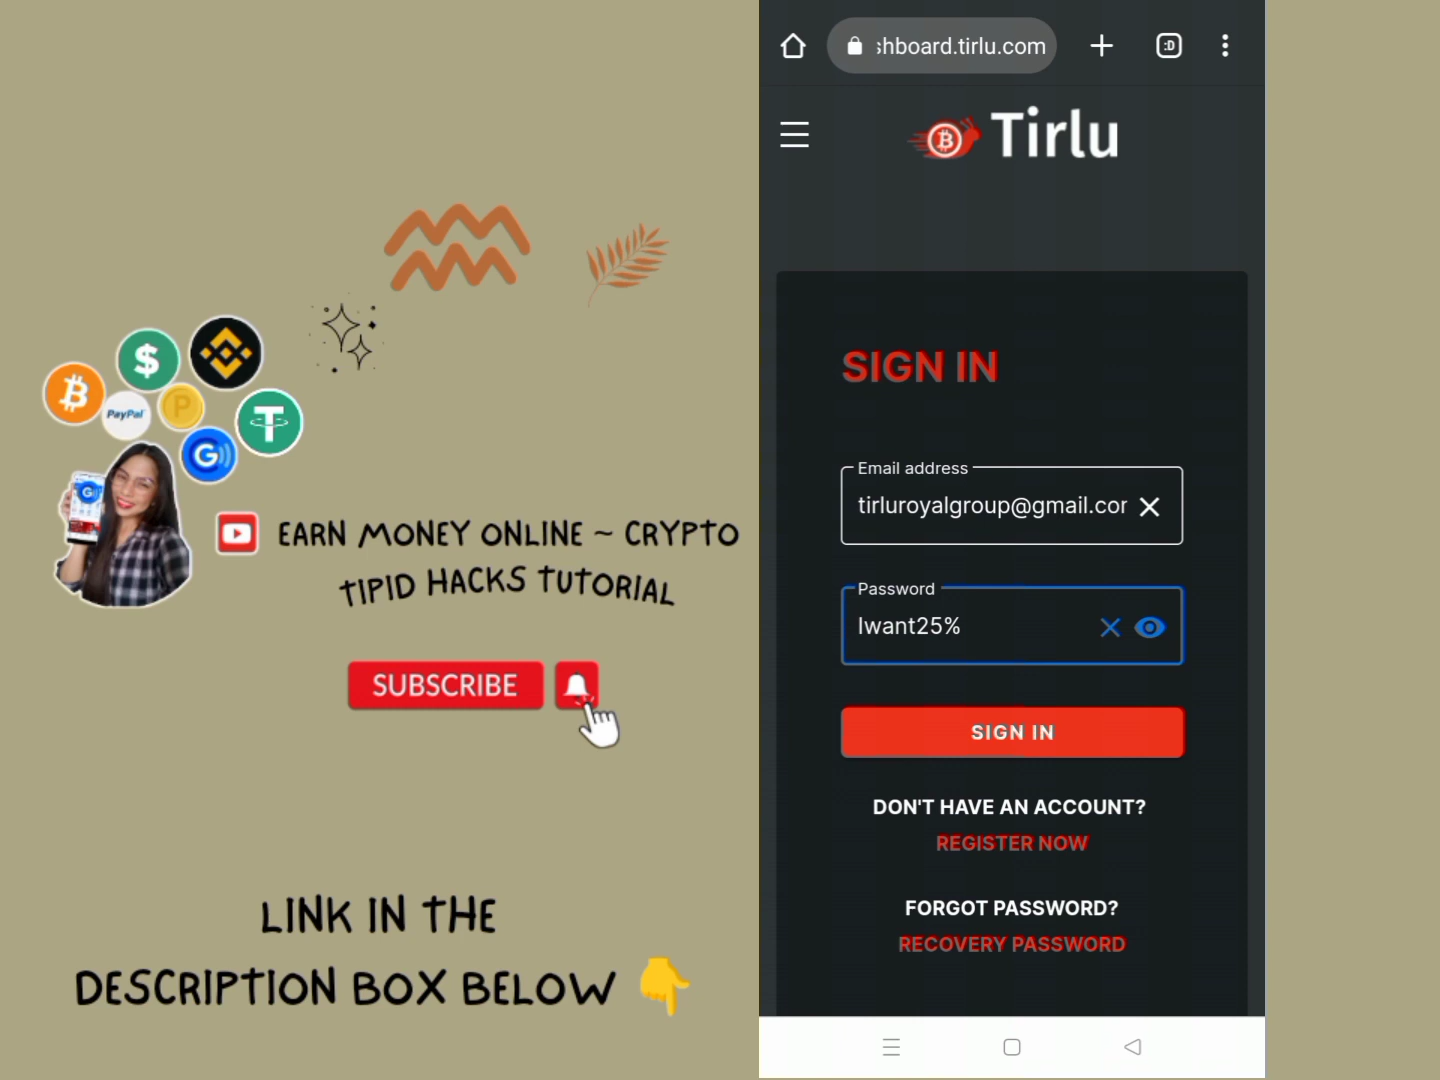 PayPal
P
EARN MONEY ONLINE ~ CRYPTO
TIPID HACKS TUTORIAL
SUBSCRIBE
LINK IN THE
DESCRIPTION BOX BELOW
shboard.tirlu.com
:D
Tirlu
SIGN IN
Email address
tirluroyalgroup@gmail.cor
Password
Iwant25%
SIGN IN
DON'T HAVE AN ACCOUNT?
REGISTER NOW
FORGOT PASSWORD?
RECOVERY PASSWORD